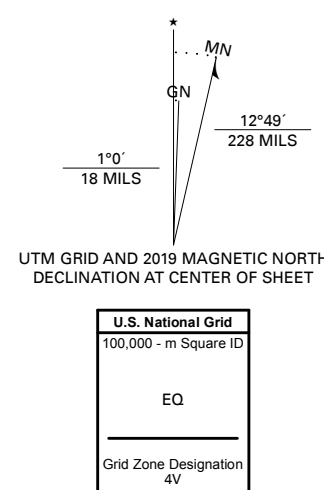 ★
MN
GN
12°49´
228 MILS
1°0´
18 MILS
UTM GRID AND 2019 MAGNETIC NORTH
DECLINATION AT CENTER OF SHEET
U.S. National Grid
100,000 - m Square ID
EQ
Grid Zone Designation
4V